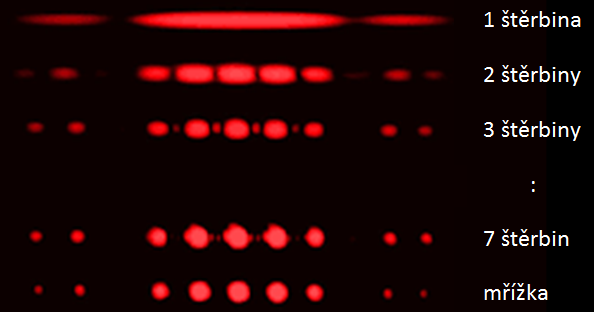 1 štěrbina
2 štěrbiny
3 štěrbiny
:
7 štěrbin
mřížka